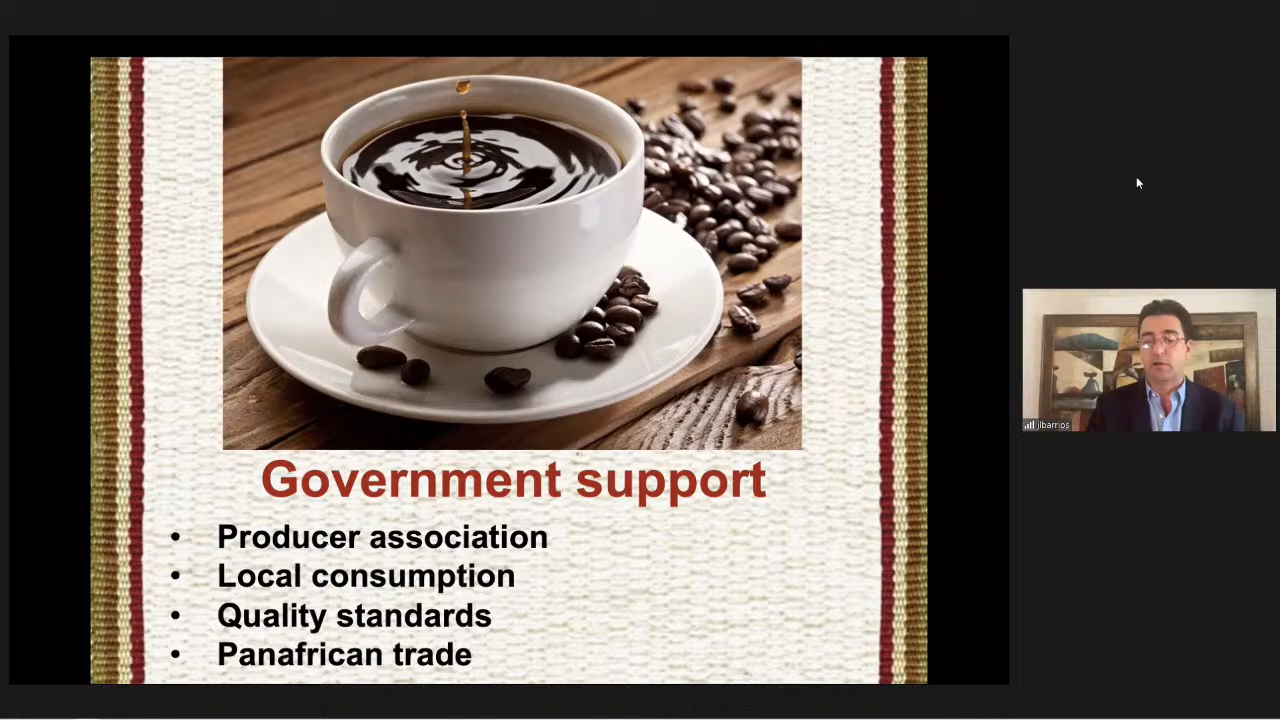 Government support
• Producer association
• Local consumption
• Quality standards
• Panafrican trade
jlbarrios